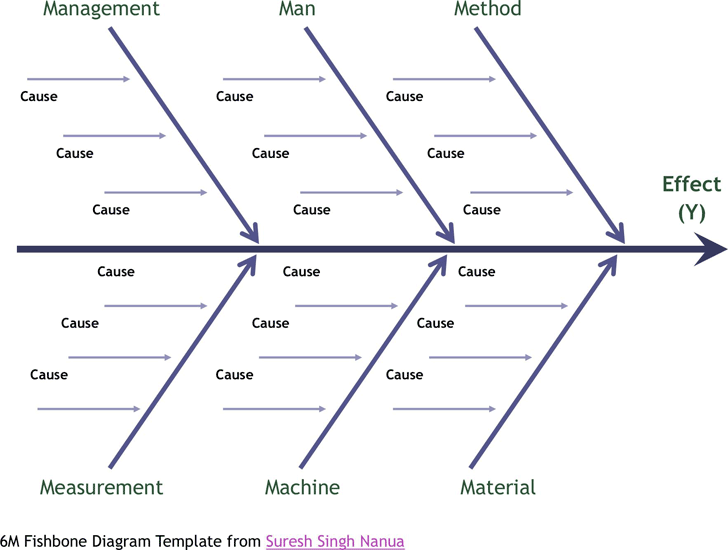 Management Man Method
Cause Cause Cause
Cause Cause Cause
Effect
Cause Cause Cause
(Y)
Cause Cause Cause
Cause Cause Cause
Cause Cause Cause
Measurement Machine Material
6M Fishbone Diagram Template from Suresh Singh Nanua